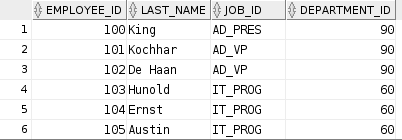 EMPLOYEE_ID LAST_NAME JOB_ID DEPARTMENT_ID
1 100 King AD_PRES 90
2 101 Kochhar AD_VP 90
3 102 De Haan AD_VP 90
4 103 Hunold IT_PROG 60
5 104 Ernst IT_PROG 60
6 105 Austin IT_PROG 60